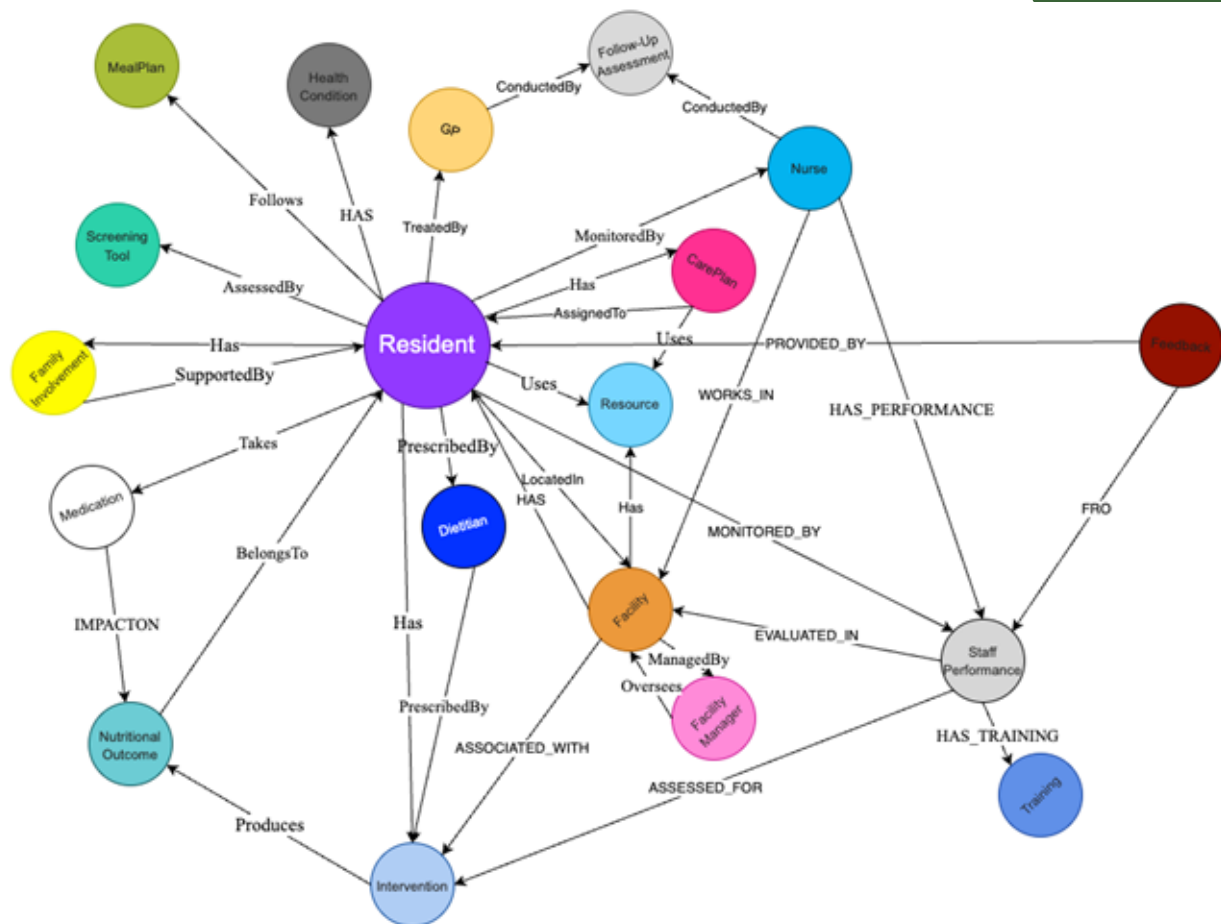 MealPlan
Health
Condition
Follow-Up
Assessment
ConductedBy
Gp
ConductedBy
Nurse
Follows
HAS
TreatedBy
MonitoredBy
Screening
Tool
CarePlan
Has
AssessedBy
AssignedTo
Resident
Uses
PROVIDED_BY
Feedback
Has
Family
Involvement
SupportedBy
Uses
Resource
WORKS_IN
HAS_PERFORMANCE
Takes
PrescribedBy
LocatedIn
HAS
Has
Medication
Dietitian
MONITORED_BY
FRO
BelongsTo
IMPACTON
Has
Facility
EVALUATED_IN
Staff
Performance
ManagedBy
Oversees
PrescribedBy
Facility
Manager
Nutritional
Outcome
ASSOCIATED_WITH
HAS_TRAINING
ASSESSED_FOR
Training
Produces
Intervention